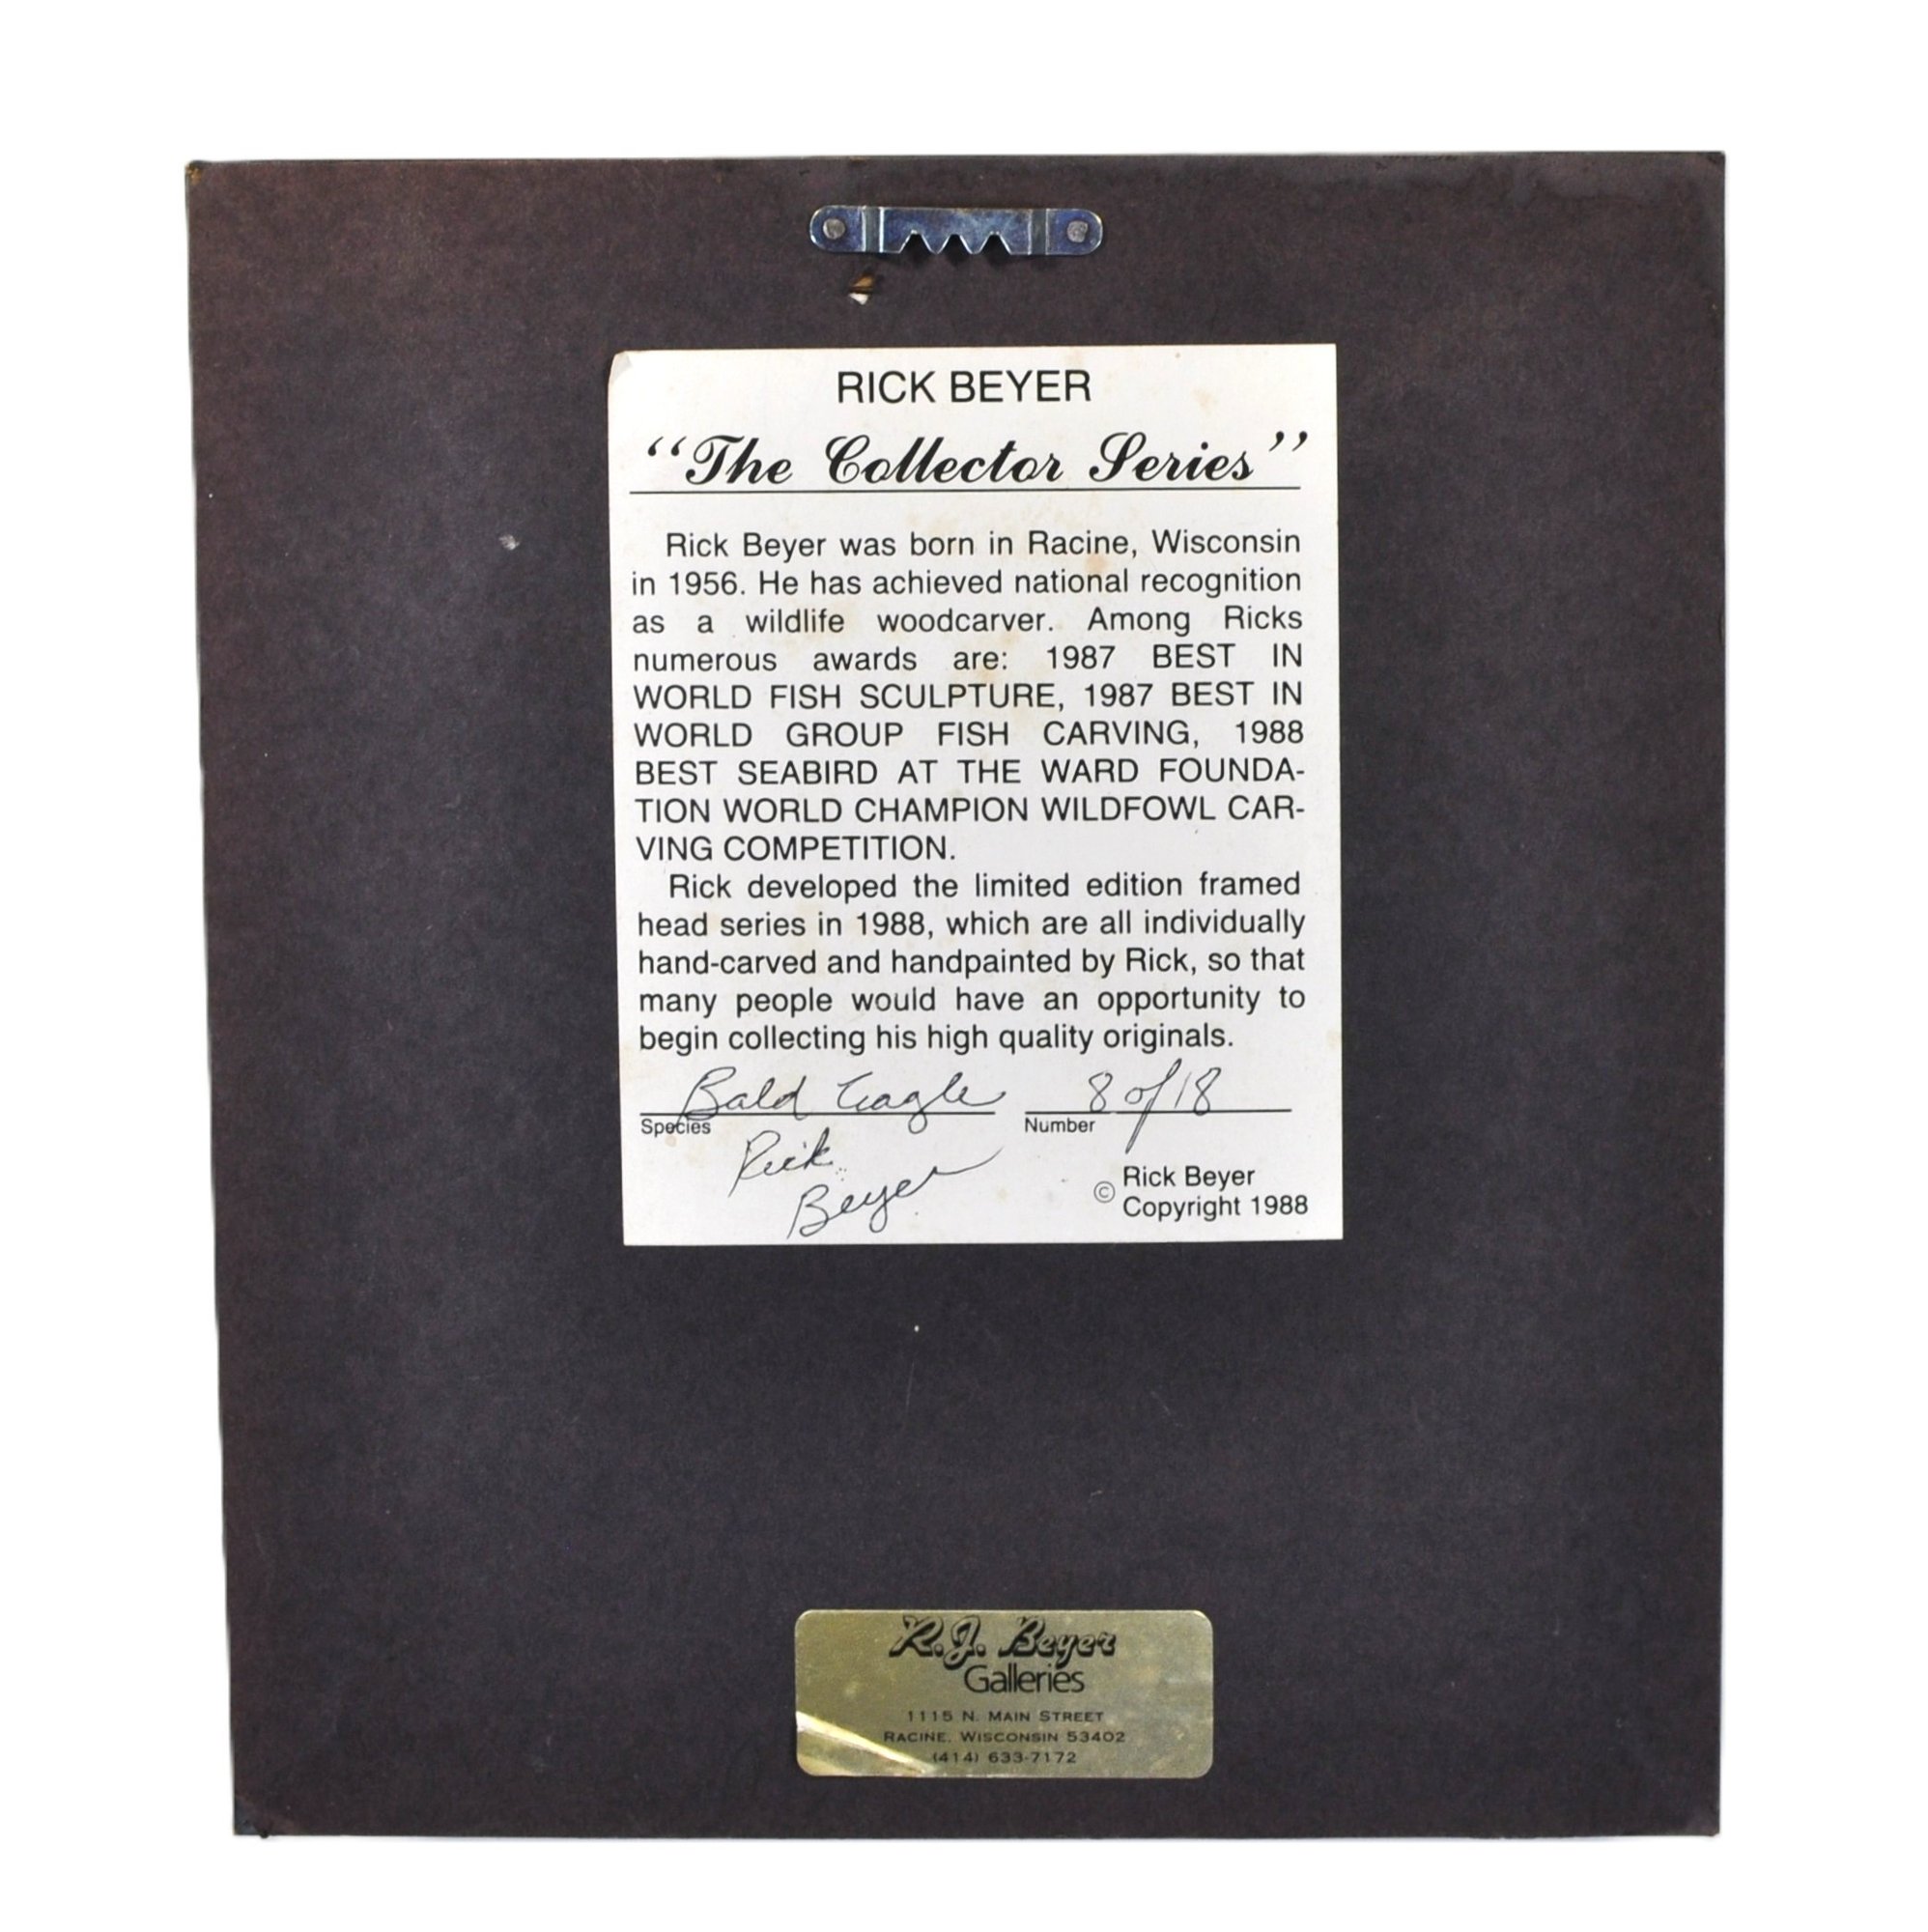 RICK BEYER
“The Collector Series”
Rick Beyer was born in Racine, Wisconsin
in 1956. He has achieved national recognition
as a wildlife woodcarver. Among Ricks
numerous awards are: 1987 BEST IN
WORLD FISH SCULPTURE, 1987 BEST IN
WORLD GROUP FISH CARVING, 1988
BEST SEABIRD AT THE WARD FOUNDA-
TION WORLD CHAMPION WILDFOWL CAR-
VING COMPETITION.
Rick developed the limited edition framed
head series in 1988, which are all individually
hand-carved and handpainted by Rick, so that
many people would have an opportunity to
begin collecting his high quality originals.
Bald Eagle 8 of 18
Species Number
Rick
Beyer
© Rick Beyer
Copyright 1988
R.J. Beyer
Galleries
1115 N. MAIN STREET
RACINE, WISCONSIN 53402
(414) 633-7172